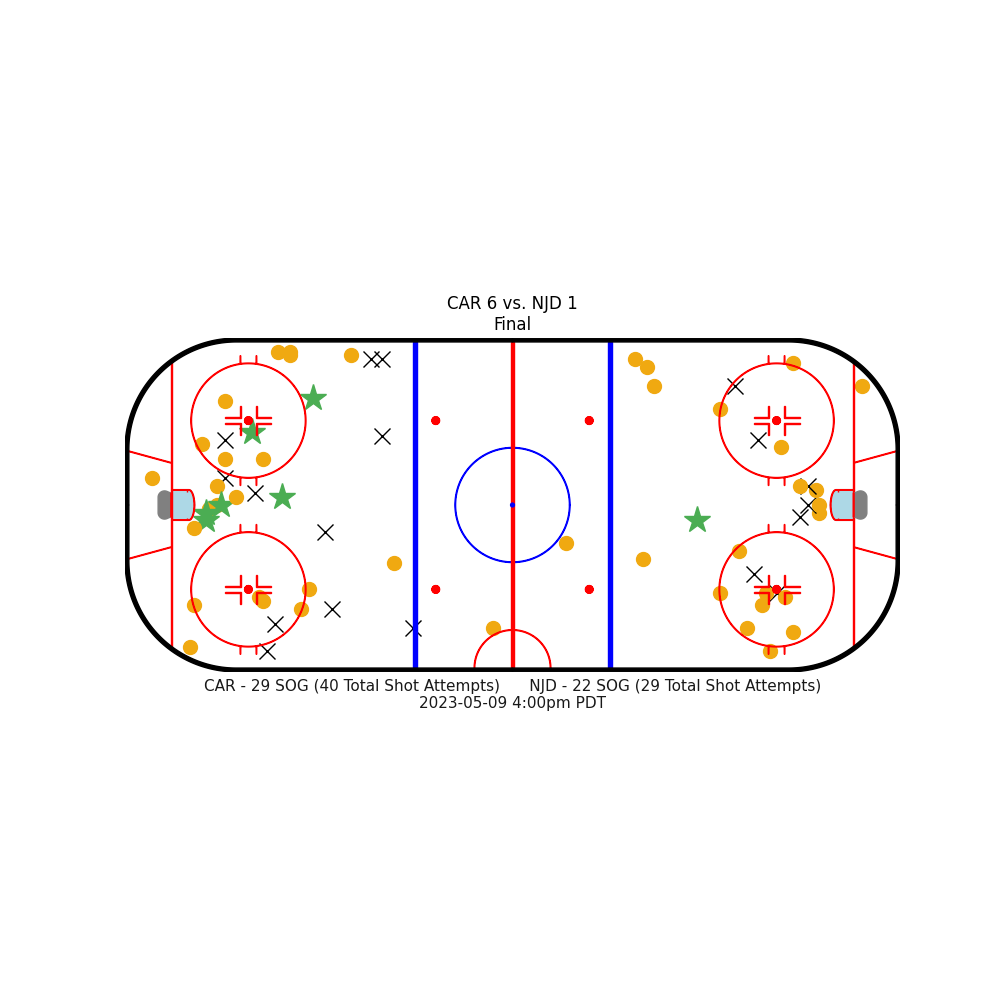 CAR 6 vs. NJD 1
Final
CAR - 29 SOG (40 Total Shot Attempts) NJD - 22 SOG (29 Total Shot Attempts)
2023-05-09 4:00pm PDT